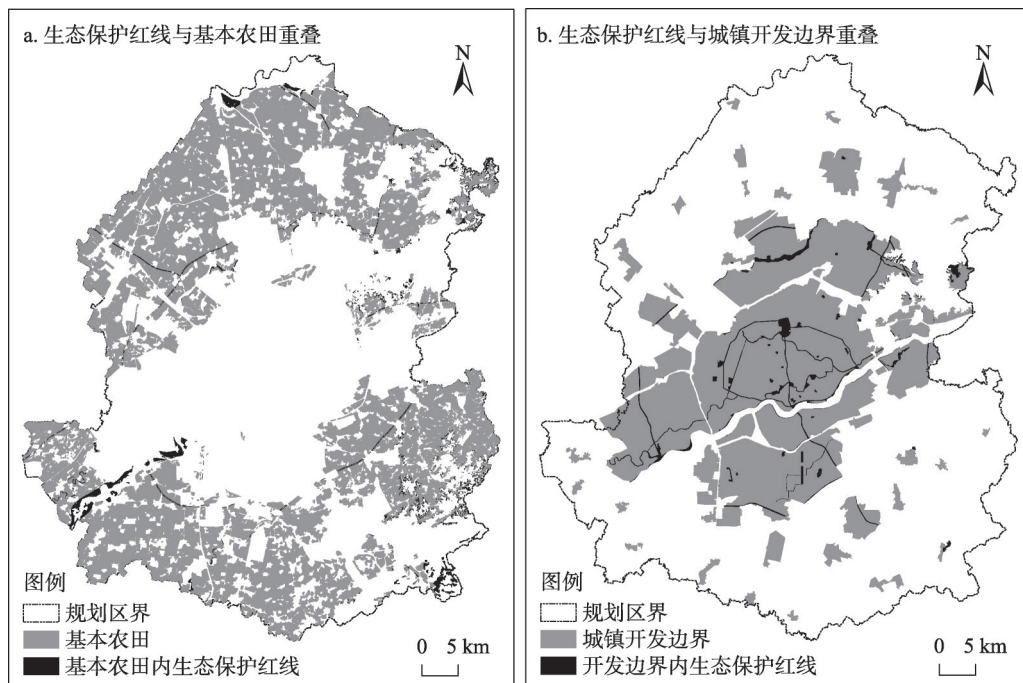 a. 生态保护红线与基本农田重叠
N
图例
规划区界
基本农田
基本农田内生态保护红线
0 5 km
b. 生态保护红线与城镇开发边界重叠
N
图例
规划区界
城镇开发边界
开发边界内生态保护红线
0 5 km